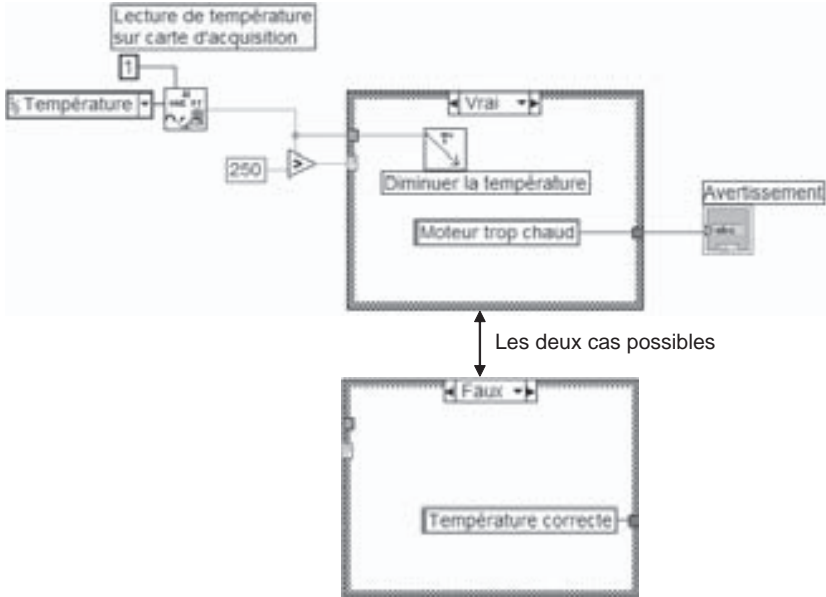 Lecture de température
sur carte d'acquisition
1
Température
250
>
Vrai
T°
Diminuer la température
Moteur trop chaud
Avertissement
abc
Les deux cas possibles
Faux
Température correcte